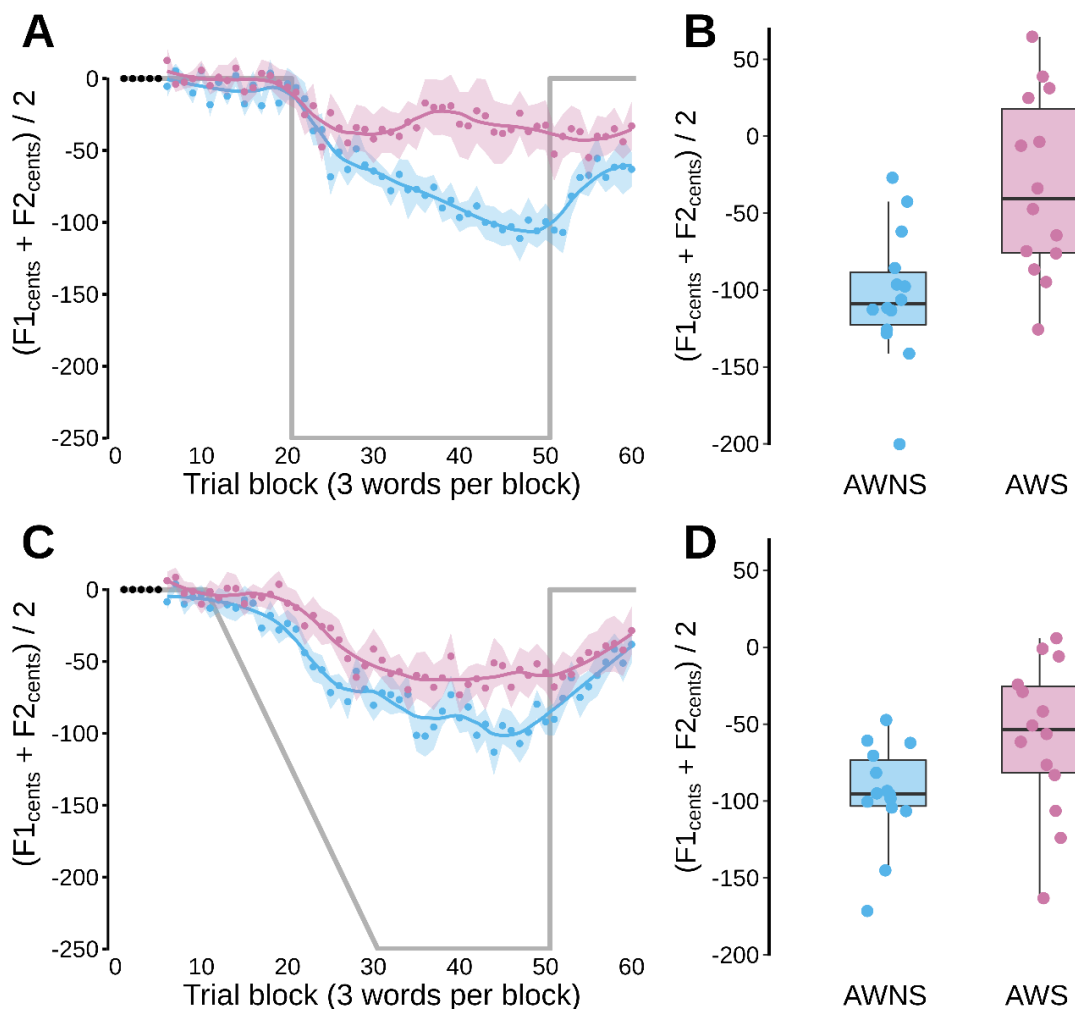 A
(F1cents + F2cents) / 2
0
-50
-100
-150
-200
-250
0 10 20 30 40 50 60
Trial block (3 words per block)
B
(F1cents + F2cents) / 2
50
0
-50
-100
-150
-200
AWNS AWS
C
(F1cents + F2cents) / 2
0
-50
-100
-150
-200
-250
0 10 20 30 40 50 60
Trial block (3 words per block)
D
(F1cents + F2cents) / 2
50
0
-50
-100
-150
-200
AWNS AWS